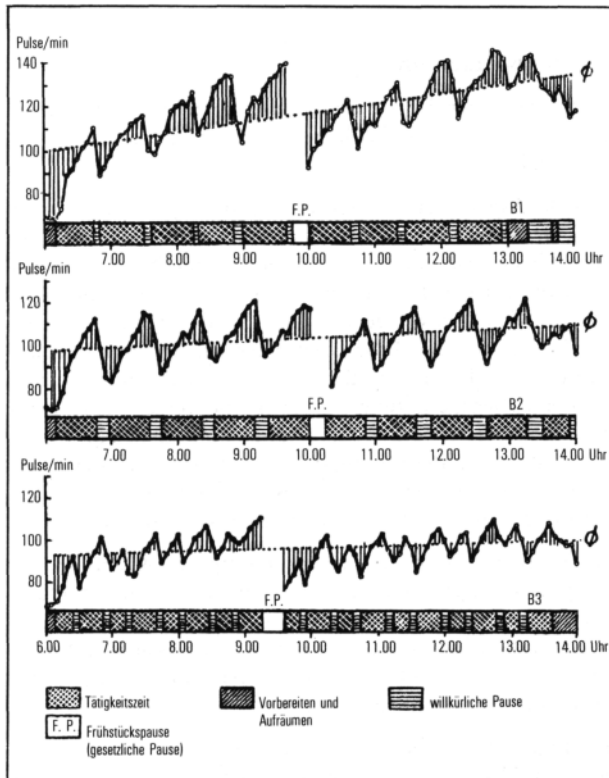 Pulse/min
140
120
100
80
ϕ
F.P.
B1
7.00 8.00 9.00 10.00 11.00 12.00 13.00 14.00 Uhr
Pulse/min
120
100
80
ϕ
F.P.
B2
7.00 8.00 9.00 10.00 11.00 12.00 13.00 14.00 Uhr
Pulse/min
120
100
80
ϕ
F.P.
B3
6.00 7.00 8.00 9.00 10.00 11.00 12.00 13.00 14.00 Uhr
Tätigkeitszeit
Vorbereiten und
Aufräumen
willkürliche Pause
F. P.
Frühstückspause
(gesetzliche Pause)